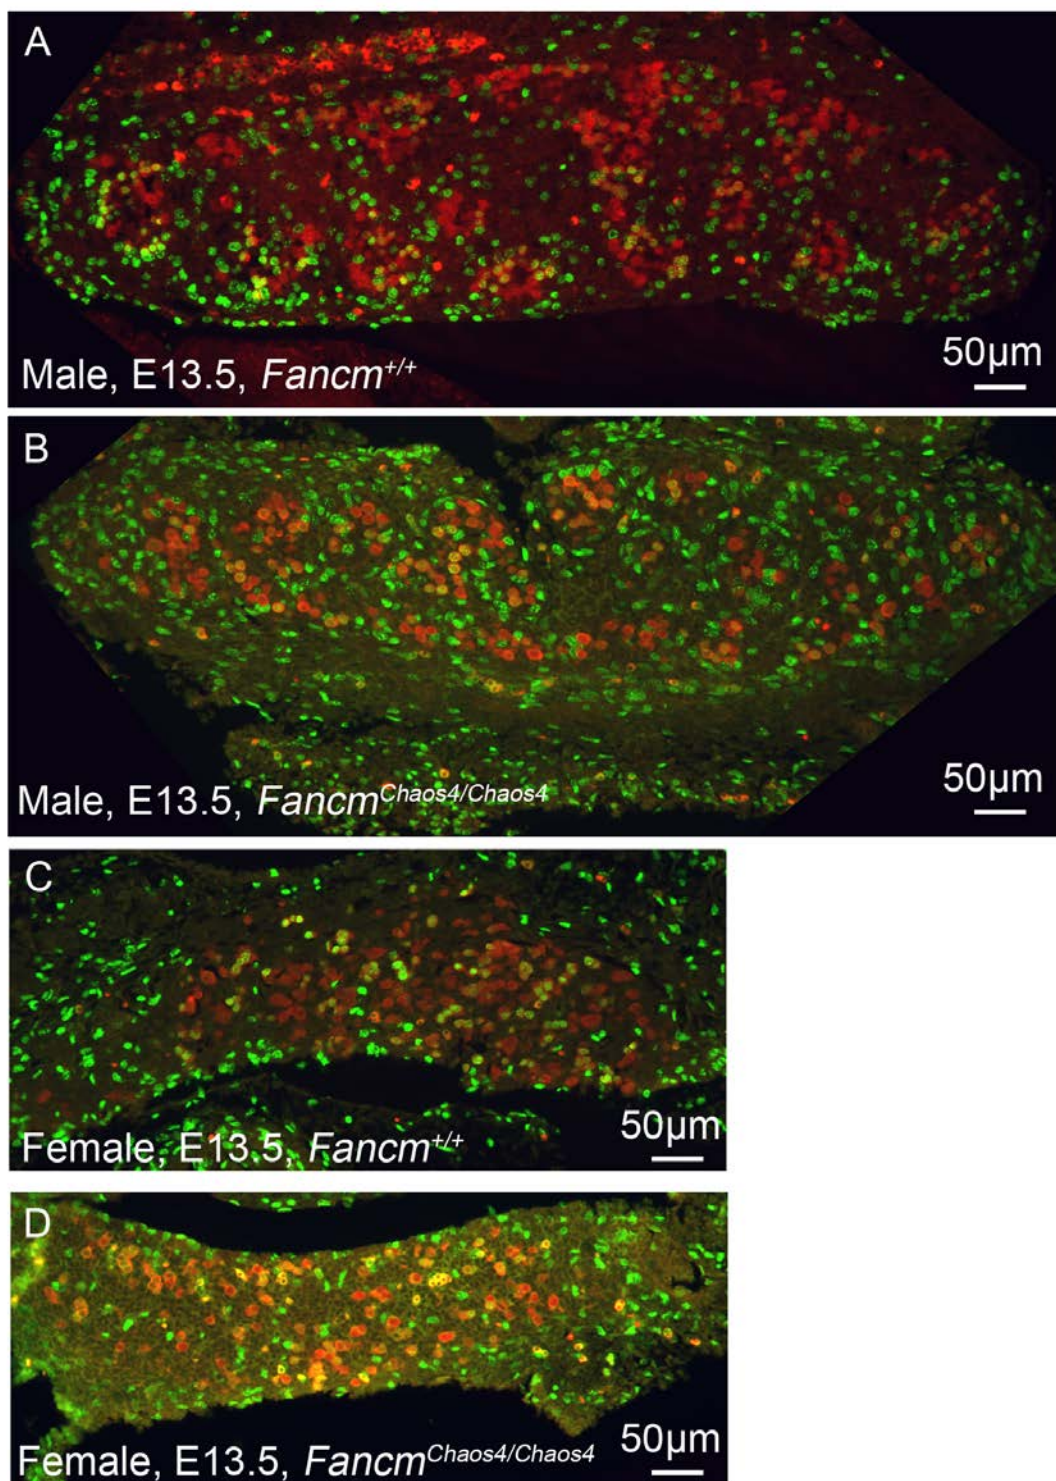 A
50µm
Male, E13.5, Fancm+/+
B
50µm
Male, E13.5, FancmChaos4/Chaos4
C
50µm
Female, E13.5, Fancm+/+
D
50µm
Female, E13.5, FancmChaos4/Chaos4